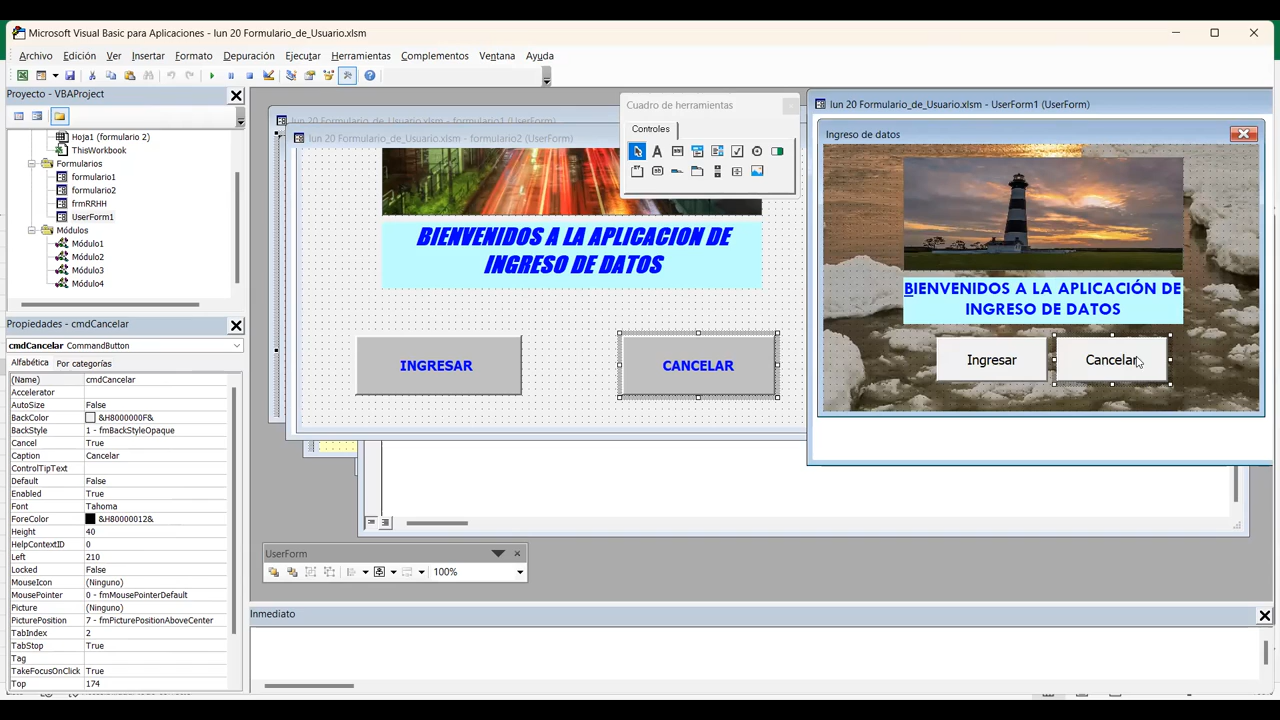 Microsoft Visual Basic para Aplicaciones - lun 20 Formulario_de_Usuario.xlsm
Archivo Edición Ver Insertar Formato Depuración Ejecutar Herramientas Complementos Ventana Ayuda
Proyecto - VBAProject
Hoja1 (formulario 2)
ThisWorkbook
Formularios
formulario1
formulario2
frmRRHH
UserForm1
Módulos
Módulo1
Módulo2
Módulo3
Módulo4
Propiedades - cmdCancelar
cmdCancelar CommandButton
Alfabética Por categorías
(Name) cmdCancelar
Accelerator
AutoSize False
BackColor &H8000000F&
BackStyle 1 - fmBackStyleOpaque
Cancel True
Caption Cancelar
ControlTipText
Default False
Enabled True
Font Tahoma
ForeColor &H80000012&
Height 40
HelpContextID 0
Left 210
Locked False
MouseIcon (Ninguno)
MousePointer 0 - fmMousePointerDefault
Picture (Ninguno)
PicturePosition 7 - fmPicturePositionAboveCenter
TabIndex 2
TabStop True
Tag
TakeFocusOnClick True
Top 174
lun 20 Formulario_de_Usuario.xlsm - formulario1 (UserForm)
lun 20 Formulario_de_Usuario.xlsm - formulario2 (UserForm)
BIENVENIDOS A LA APLICACION DE
INGRESO DE DATOS
INGRESAR
CANCELAR
Cuadro de herramientas
Controles
lun 20 Formulario_de_Usuario.xlsm - UserForm1 (UserForm)
Ingreso de datos
BIENVENIDOS A LA APLICACIÓN DE
INGRESO DE DATOS
Ingresar
Cancelar
UserForm
100%
Inmediato